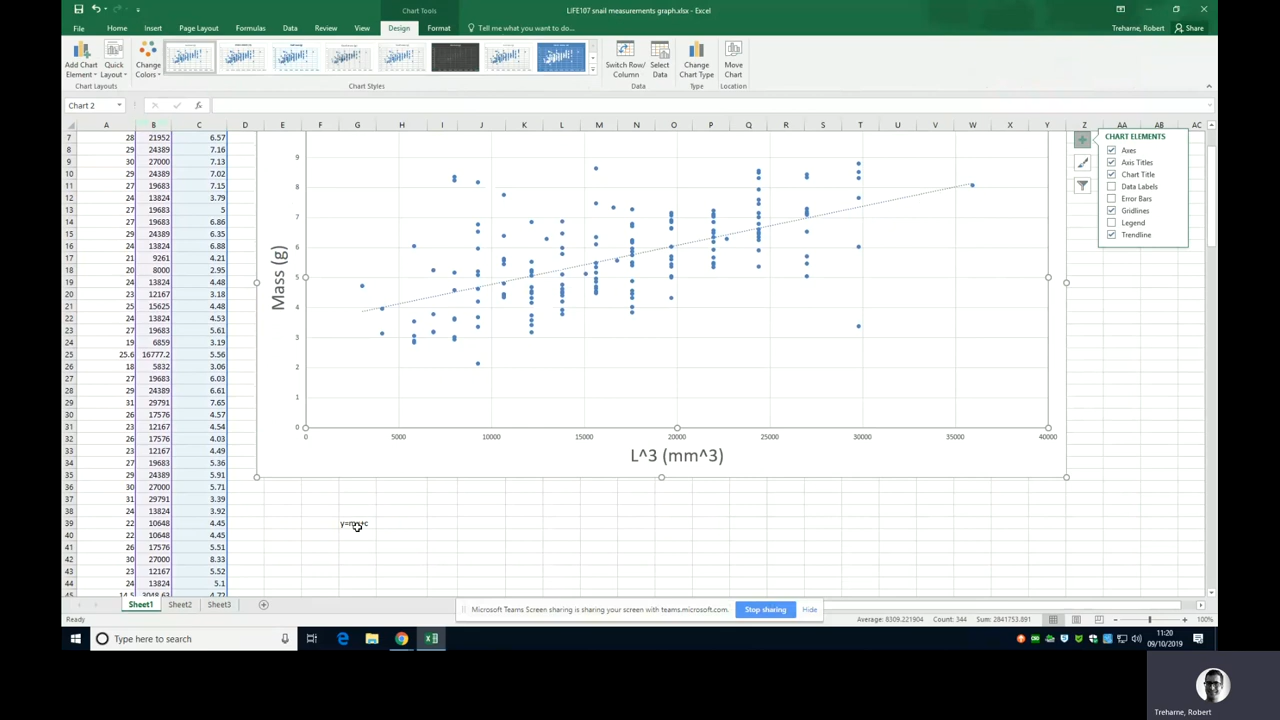 Chart Tools
LIFE107 snail measurements graph.xlsx - Excel
File Home Insert Page Layout Formulas Data Review View Design Format Tell me what you want to do... Treharne, Robert Share
Add Chart Element Quick Layout Change Colors Switch Row/Column Select Data Change Chart Type Move Chart
Chart Layouts Chart Styles Data Type Location
Chart 2 fx
A B C D E F G H I J K L M N O P Q R S T U V W X Y Z AA AB AC
7 28 21952 6.57
8 29 24389 7.16
9 30 27000 7.13
10 29 24389 7.02
11 27 19683 7.15
12 24 13824 3.79
13 27 19683 5
14 27 19683 6.86
15 29 24389 6.35
16 24 13824 6.88
17 21 9261 4.21
18 20 8000 2.95
19 24 13824 4.48
20 23 12167 3.18
21 25 15625 4.48
22 24 13824 4.53
23 27 19683 5.61
24 19 6859 3.19
25 25.6 16777.2 5.56
26 18 5832 3.06
27 27 19683 6.03
28 29 24389 6.61
29 31 29791 7.65
30 26 17576 4.57
31 23 12167 4.54
32 26 17576 4.03
33 23 12167 4.49
34 27 19683 5.36
35 29 24389 5.91
36 30 27000 5.71
37 31 29791 3.39
38 24 13824 3.92
39 22 10648 4.45
40 22 10648 4.45
41 26 17576 5.51
42 30 27000 8.33
43 23 12167 5.52
44 24 13824 5.1
45 14.5 3048.63 4.72
9
8
7
6
5
4
3
2
1
0
Mass (g)
0 5000 10000 15000 20000 25000 30000 35000 40000
L^3 (mm^3)
CHART ELEMENTS
Axes
Axis Titles
Chart Title
Data Labels
Error Bars
Gridlines
Legend
Trendline
y=mx+c
Sheet1 Sheet2 Sheet3
Microsoft Teams Screen sharing is sharing your screen with teams.microsoft.com. Stop sharing Hide
Ready Average: 8309.221904 Count: 344 Sum: 2841753.891 100%
Type here to search
11:20
09/10/2019
Treharne, Robert